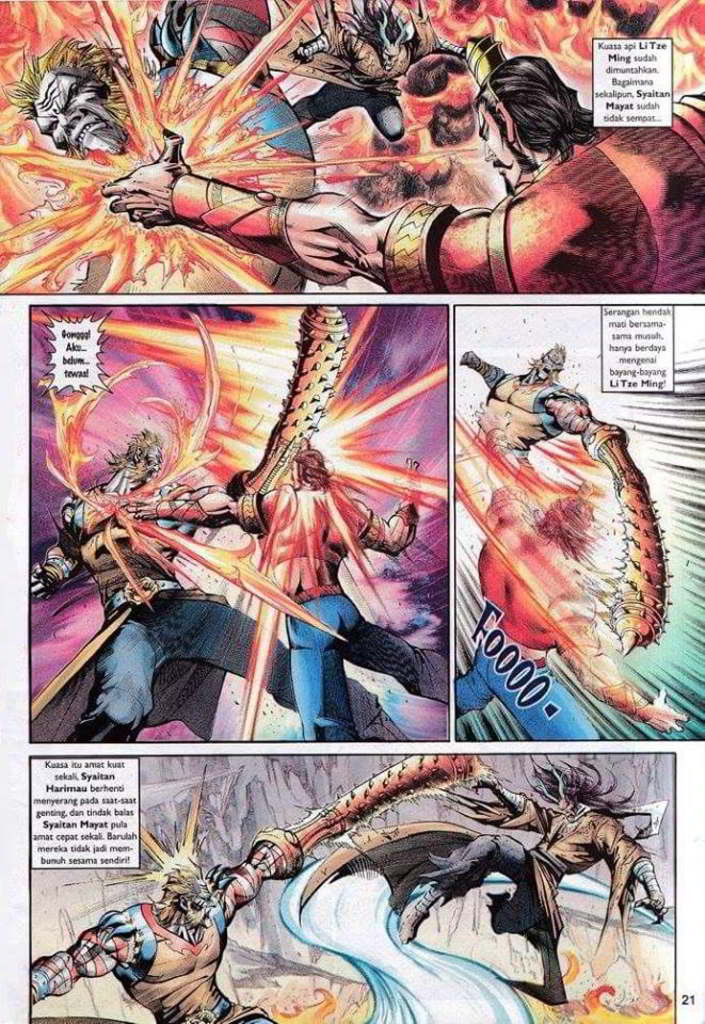 Kuasa api Li Tze
Ming sudah
dimuntahkan.
Bagaimana
sekalipun, Syaitan
Mayat sudah
tidak sempat...
Gongg!
Aku...
belum...
tewas!
Serangan hendak
mati bersama-
sama musuh,
hanya berdaya
mengenai
bayang-bayang
Li Tze Ming!
??
Foooo.
Kuasa itu amat kuat
sekali, Syaitan
Harimau berhenti
menyerang pada saat-saat
genting, dan tindak balas
Syaitan Mayat pula
amat cepat sekali. Barulah
mereka tidak jadi mem-
bunuh sesama sendiri!
21